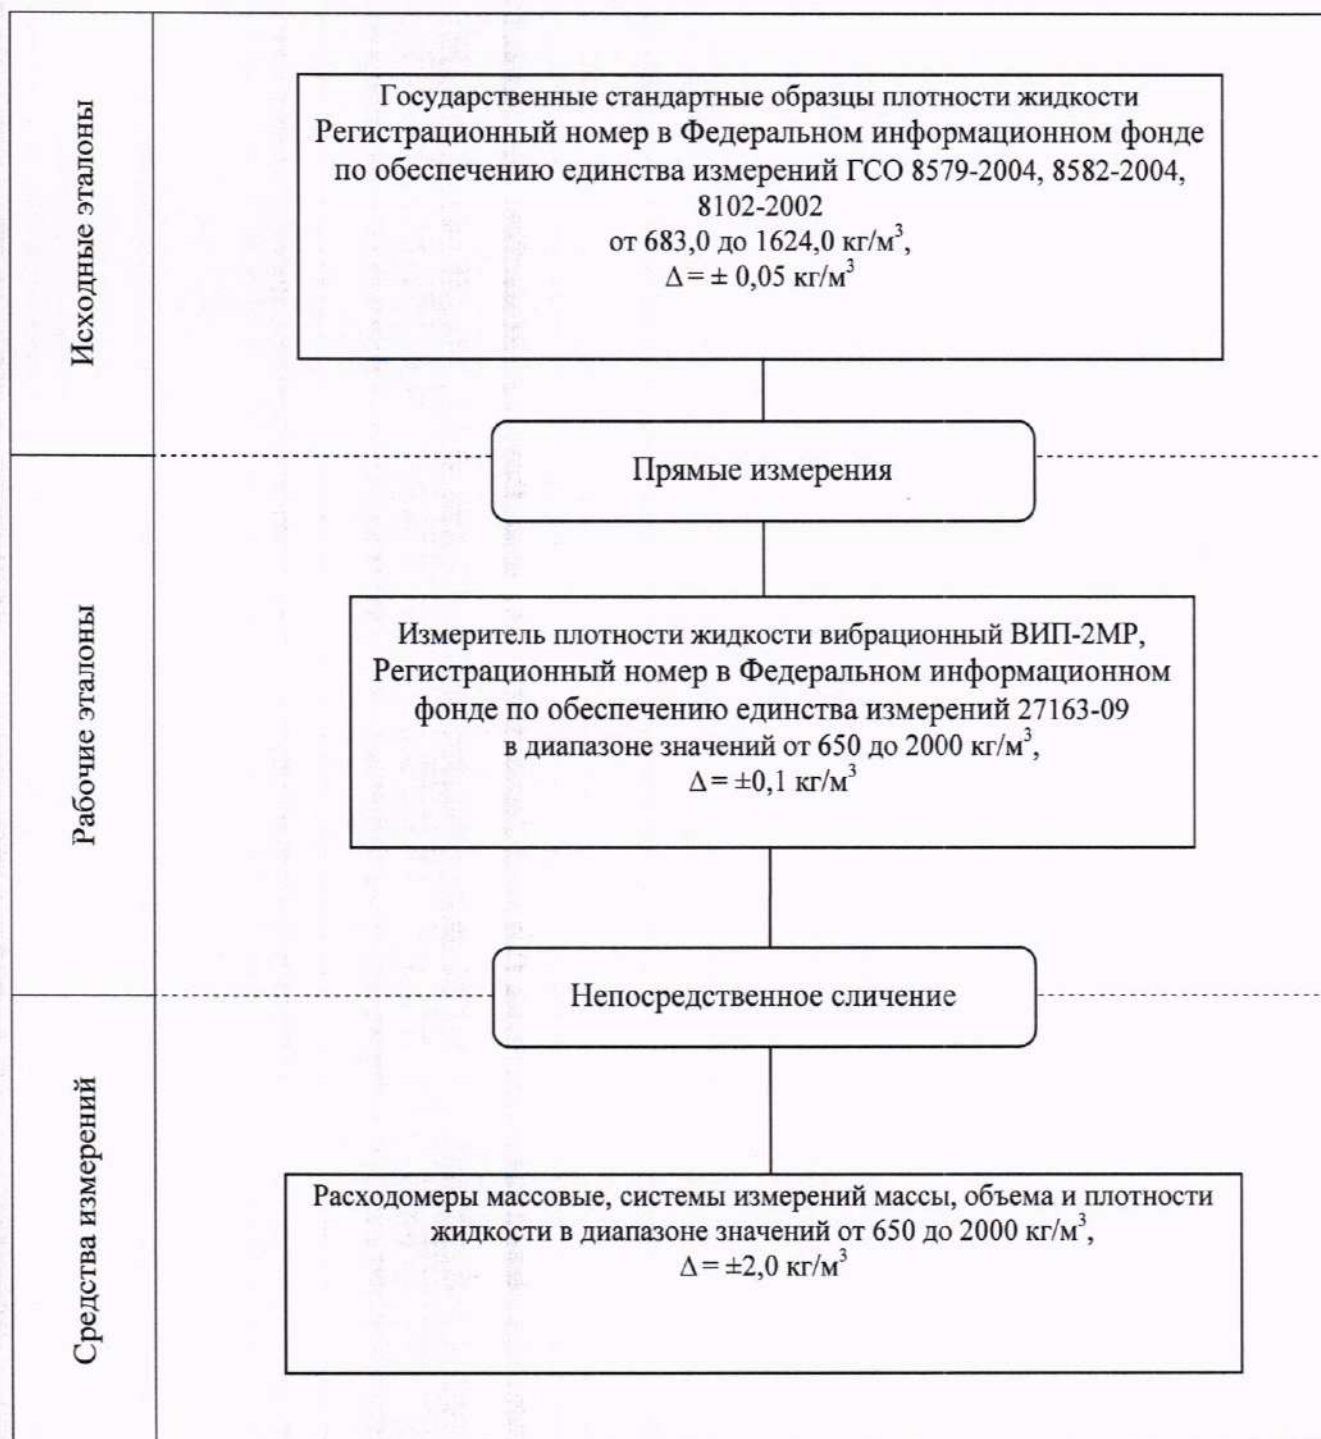 Исходные эталоны
Государственные стандартные образцы плотности жидкости
Регистрационный номер в Федеральном информационном фонде
по обеспечению единства измерений ГСО 8579-2004, 8582-2004,
8102-2002
от 683,0 до 1624,0 кг/м³,
Δ = ± 0,05 кг/м³
Прямые измерения
Рабочие эталоны
Измеритель плотности жидкости вибрационный ВИП-2МР,
Регистрационный номер в Федеральном информационном
фонде по обеспечению единства измерений 27163-09
в диапазоне значений от 650 до 2000 кг/м³,
Δ = ±0,1 кг/м³
Непосредственное сличение
Средства измерений
Расходомеры массовые, системы измерений массы, объема и плотности
жидкости в диапазоне значений от 650 до 2000 кг/м³,
Δ = ±2,0 кг/м³